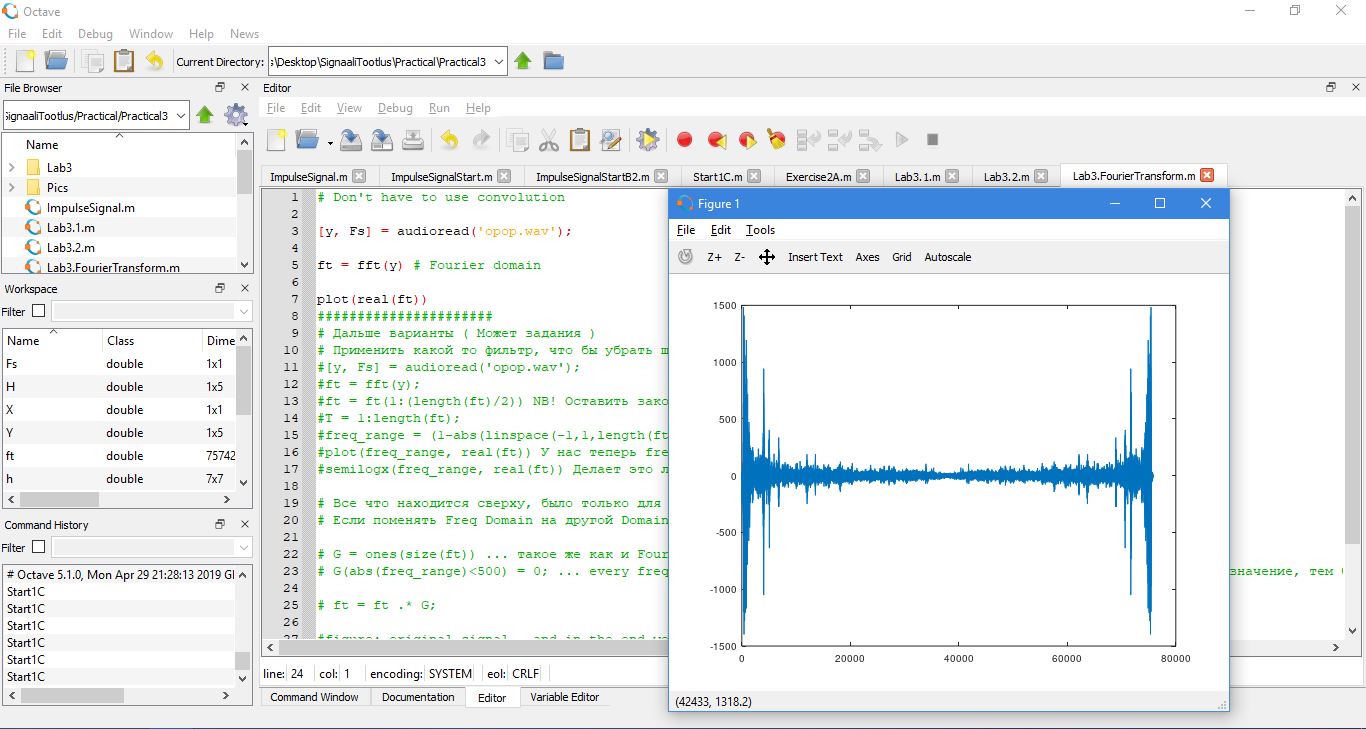 Octave
File Edit Debug Window Help News
Current Directory: ;\Desktop\SignaaliTootlus\Practical\Practical3
File Browser
ignaaliTootlus/Practical/Practical3
Name
Lab3
Pics
ImpulseSignal.m
Lab3.1.m
Lab3.2.m
Lab3.FourierTransform.m
Workspace
Filter
Name Class Dime
Fs double 1x1
H double 1x5
X double 1x1
Y double 1x5
ft double 75742
h double 7x7
Command History
Filter
# Octave 5.1.0, Mon Apr 29 21:28:13 2019 GI
Start1C
Start1C
Start1C
Start1C
Start1C
Start1C
Editor
File Edit View Debug Run Help
ImpulseSignal.m ImpulseSignalStart.m ImpulseSignalStartB2.m Start1C.m Exercise2A.m Lab3.1.m Lab3.2.m Lab3.FourierTransform.m
1 # Don't have to use convolution
2
3 [y, Fs] = audioread('opop.wav');
4
5 ft = fft(y) # Fourier domain
6
7 plot(real(ft))
8 ######################
9 # Дальше варианты ( Может задания )
10 # Применить какой то фильтр, что бы убрать ш
11 #[y, Fs] = audioread('opop.wav');
12 #ft = fft(y);
13 #ft = ft(1:(length(ft)/2)) NB! Оставить зако
14 #T = 1:length(ft);
15 #freq_range = (1-abs(linspace(-1,1,length(ft
16 #plot(freq_range, real(ft)) У нас теперь fre
17 #semilogx(freq_range, real(ft)) Делает это л
18
19 # Все что находится сверху, было только для
20 # Если поменять Freq Domain на другой Domain
21
22 # G = ones(size(ft)) ... такое же как и Four
23 # G(abs(freq_range)<500) = 0; ... every freq
значение, тем
24
25 # ft = ft .* G;
26
27 #figure; original signal
line: 24 col: 1 encoding: SYSTEM eol: CRLF
Command Window Documentation Editor Variable Editor
Figure 1
File Edit Tools
Z+ Z- Insert Text Axes Grid Autoscale
1500
1000
500
0
-500
-1000
-1500
0 20000 40000 60000 80000
(42433, 1318.2)